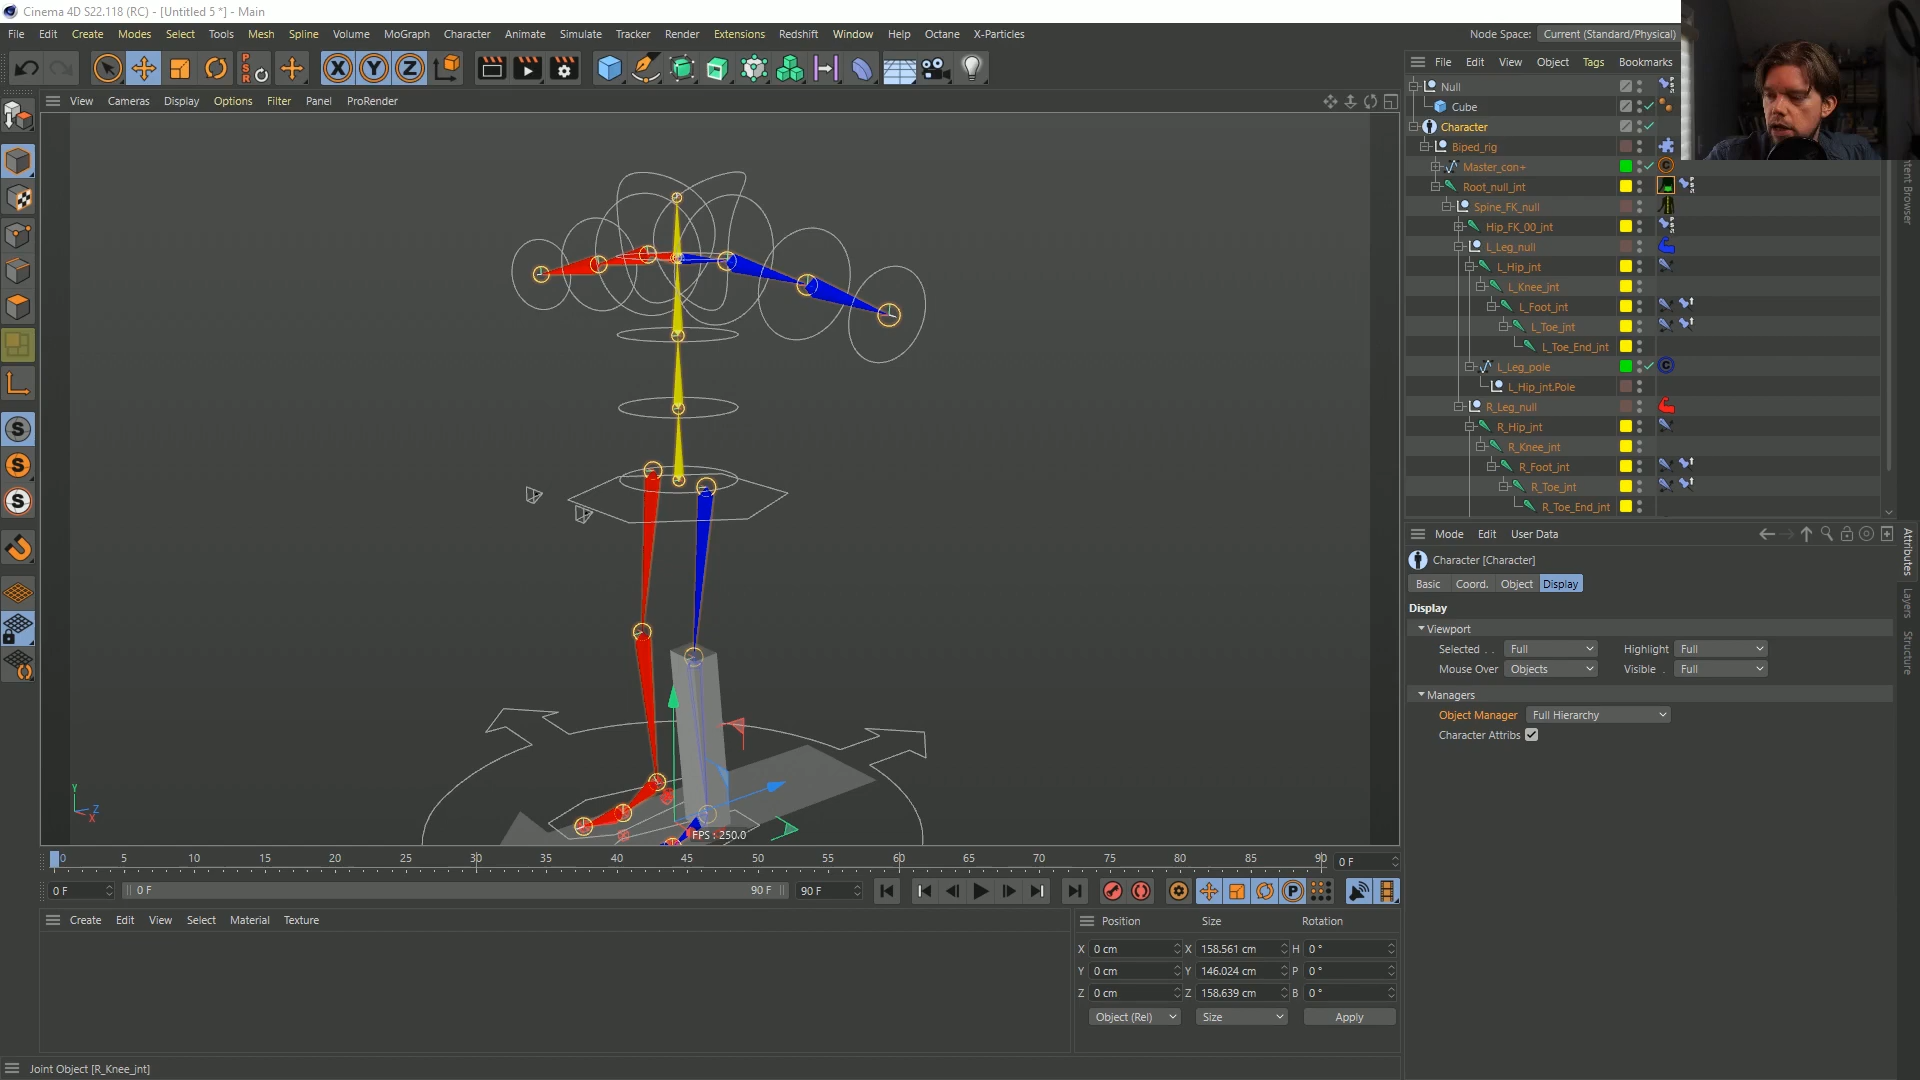 Cinema 4D S22.118 (RC) - [Untitled 5 *] - Main
File Edit Create Modes Select Tools Mesh Spline Volume MoGraph Character Animate Simulate Tracker Render Extensions Redshift Window Help Octane X-Particles
Node Space: Current (Standard/Physical)
View Cameras Display Options Filter Panel ProRender
File Edit View Object Tags Bookmarks
Null
Cube
Character
Biped_rig
Master_con+
Root_null_jnt
Spine_FK_null
Hip_FK_00_jnt
L_Leg_null
L_Hip_jnt
L_Knee_jnt
L_Foot_jnt
L_Toe_jnt
L_Toe_End_jnt
L_Leg_pole
L_Hip_jnt.Pole
R_Leg_null
R_Hip_jnt
R_Knee_jnt
R_Foot_jnt
R_Toe_jnt
R_Toe_End_jnt
Mode Edit User Data
Character [Character]
Basic Coord. Object Display
Display
Viewport
Selected . . Full Highlight Full
Mouse Over Objects Visible . Full
Managers
Object Manager Full Hierarchy
Character Attribs
Attributes
Layers
Structure
FPS : 250.0
0 5 10 15 20 25 30 35 40 45 50 55 60 65 70 75 80 85 90 0 F
0 F 0 F 90 F 90 F
Create Edit View Select Material Texture
Position Size Rotation
X 0 cm X 158.561 cm H 0 °
Y 0 cm Y 146.024 cm P 0 °
Z 0 cm Z 158.639 cm B 0 °
Object (Rel) Size Apply
Joint Object [R_Knee_jnt]